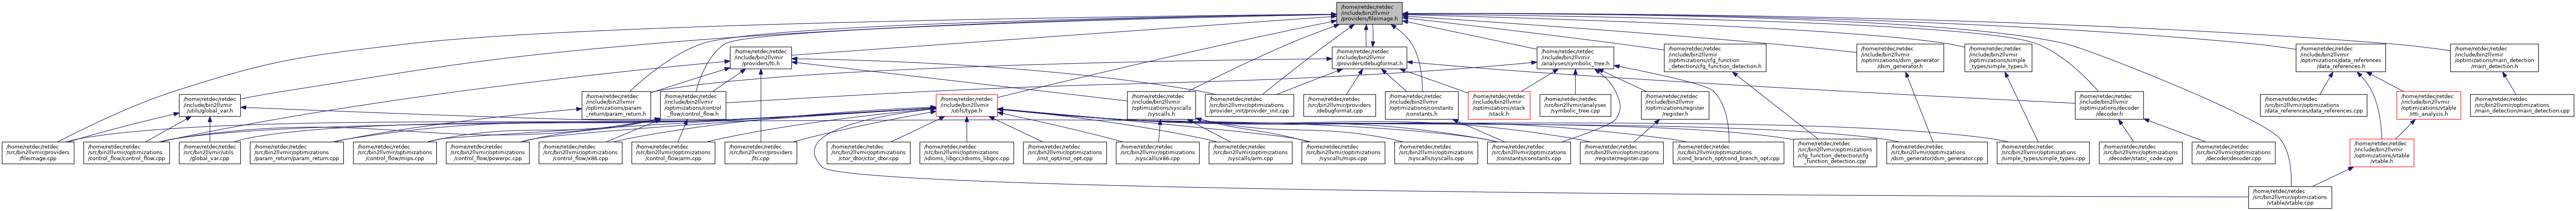 /home/retdec/retdec
/include/bin2llvmir
/providers/fileimage.h
/home/retdec/retdec
/include/bin2llvmir
/providers/lti.h
/home/retdec/retdec
/include/bin2llvmir
/providers/debugformat.h
/home/retdec/retdec
/include/bin2llvmir
/analyses/symbolic_tree.h
/home/retdec/retdec
/include/bin2llvmir
/optimizations/cfg_function
_detection/cfg_function_detection.h
/home/retdec/retdec
/include/bin2llvmir
/optimizations/dsm_generator
/dsm_generator.h
/home/retdec/retdec
/include/bin2llvmir
/optimizations/simple
_types/simple_types.h
/home/retdec/retdec
/include/bin2llvmir
/optimizations/data_references
/data_references.h
/home/retdec/retdec
/include/bin2llvmir
/optimizations/main_detection
/main_detection.h
/home/retdec/retdec
/include/bin2llvmir
/utils/global_var.h
/home/retdec/retdec
/include/bin2llvmir
/optimizations/param
_return/param_return.h
/home/retdec/retdec
/include/bin2llvmir
/optimizations/control
_flow/control_flow.h
/home/retdec/retdec
/include/bin2llvmir
/utils/type.h
/home/retdec/retdec
/include/bin2llvmir
/optimizations/syscalls
/syscalls.h
/home/retdec/retdec
/src/bin2llvmir/optimizations
/provider_init/provider_init.cpp
/home/retdec/retdec
/src/bin2llvmir/providers
/debugformat.cpp
/home/retdec/retdec
/include/bin2llvmir
/optimizations/constants
/constants.h
/home/retdec/retdec
/include/bin2llvmir
/optimizations/stack
/stack.h
/home/retdec/retdec
/src/bin2llvmir/analyses
/symbolic_tree.cpp
/home/retdec/retdec
/include/bin2llvmir
/optimizations/register
/register.h
/home/retdec/retdec
/include/bin2llvmir
/optimizations/decoder
/decoder.h
/home/retdec/retdec
/src/bin2llvmir/optimizations
/data_references/data_references.cpp
/home/retdec/retdec
/include/bin2llvmir
/optimizations/vtable
/rtti_analysis.h
/home/retdec/retdec
/src/bin2llvmir/optimizations
/main_detection/main_detection.cpp
/home/retdec/retdec
/src/bin2llvmir/providers
/fileimage.cpp
/home/retdec/retdec
/src/bin2llvmir/optimizations
/control_flow/control_flow.cpp
/home/retdec/retdec
/src/bin2llvmir/utils
/global_var.cpp
/home/retdec/retdec
/src/bin2llvmir/optimizations
/param_return/param_return.cpp
/home/retdec/retdec
/src/bin2llvmir/optimizations
/control_flow/mips.cpp
/home/retdec/retdec
/src/bin2llvmir/optimizations
/control_flow/powerpc.cpp
/home/retdec/retdec
/src/bin2llvmir/optimizations
/control_flow/x86.cpp
/home/retdec/retdec
/src/bin2llvmir/optimizations
/control_flow/arm.cpp
/home/retdec/retdec
/src/bin2llvmir/providers
/lti.cpp
/home/retdec/retdec
/src/bin2llvmir/optimizations
/ctor_dtor/ctor_dtor.cpp
/home/retdec/retdec
/src/bin2llvmir/optimizations
/idioms_libgcc/idioms_libgcc.cpp
/home/retdec/retdec
/src/bin2llvmir/optimizations
/inst_opt/inst_opt.cpp
/home/retdec/retdec
/src/bin2llvmir/optimizations
/syscalls/x86.cpp
/home/retdec/retdec
/src/bin2llvmir/optimizations
/syscalls/arm.cpp
/home/retdec/retdec
/src/bin2llvmir/optimizations
/syscalls/mips.cpp
/home/retdec/retdec
/src/bin2llvmir/optimizations
/syscalls/syscalls.cpp
/home/retdec/retdec
/src/bin2llvmir/optimizations
/constants/constants.cpp
/home/retdec/retdec
/src/bin2llvmir/optimizations
/register/register.cpp
/home/retdec/retdec
/src/bin2llvmir/optimizations
/cond_branch_opt/cond_branch_opt.cpp
/home/retdec/retdec
/src/bin2llvmir/optimizations
/cfg_function_detection/cfg
_function_detection.cpp
/home/retdec/retdec
/src/bin2llvmir/optimizations
/dsm_generator/dsm_generator.cpp
/home/retdec/retdec
/src/bin2llvmir/optimizations
/simple_types/simple_types.cpp
/home/retdec/retdec
/src/bin2llvmir/optimizations
/decoder/static_code.cpp
/home/retdec/retdec
/src/bin2llvmir/optimizations
/decoder/decoder.cpp
/home/retdec/retdec
/include/bin2llvmir
/optimizations/vtable
/vtable.h
/home/retdec/retdec
/src/bin2llvmir/optimizations
/vtable/vtable.cpp